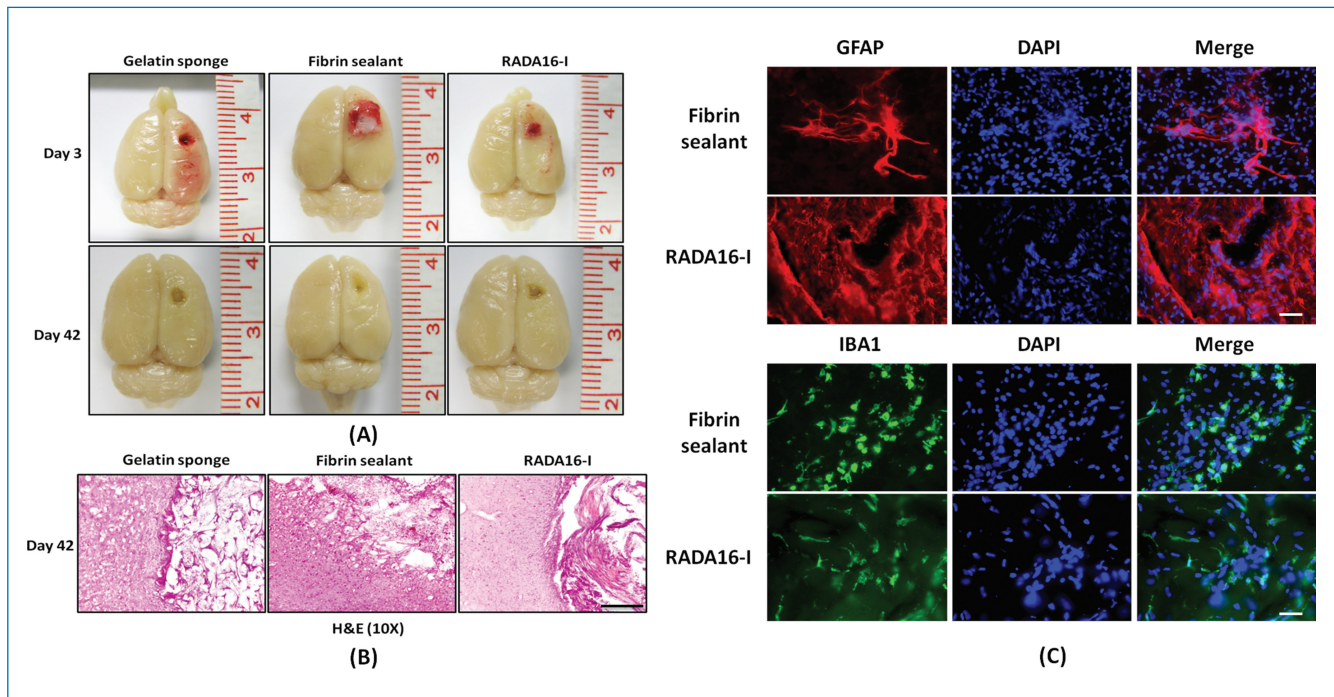 Gelatin sponge Fibrin sealant RADA16-I
Day 3
4 3 2 4 3 2 4 3 2
Day 42
4 3 2 4 3 2 4 3 2
(A)
Gelatin sponge Fibrin sealant RADA16-I
Day 42
H&E (10X)
(B)
GFAP DAPI Merge
Fibrin
sealant
RADA16-I
IBA1 DAPI Merge
Fibrin
sealant
RADA16-I
(C)